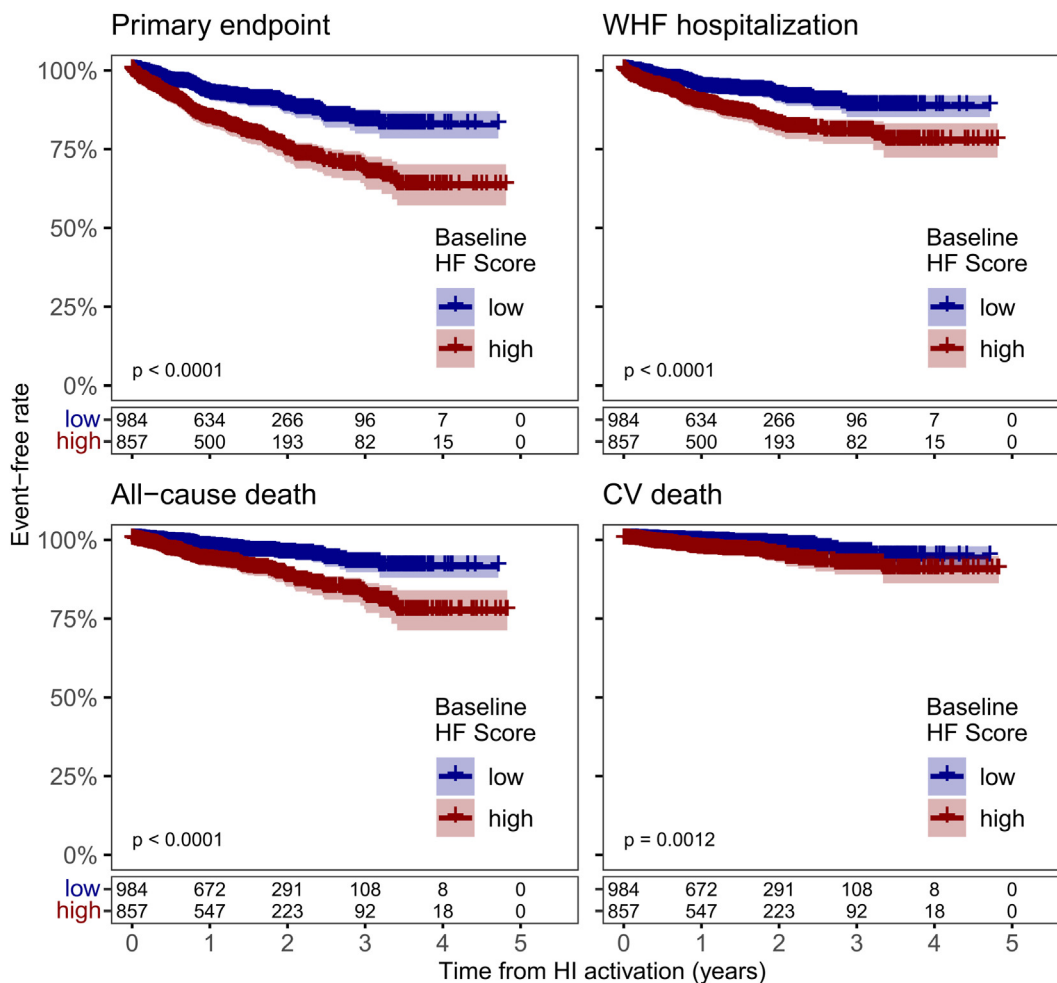 Primary endpoint
WHF hospitalization
Event−free rate
100%
75%
50%
25%
0%
Baseline
HF Score
low
high
p < 0.0001
Baseline
HF Score
low
high
p < 0.0001
low 984 634 266 96 7 0
high 857 500 193 82 15 0
984 634 266 96 7 0
857 500 193 82 15 0
All−cause death
CV death
100%
75%
50%
25%
0%
Baseline
HF Score
low
high
p < 0.0001
Baseline
HF Score
low
high
p = 0.0012
low 984 672 291 108 8 0
high 857 547 223 92 18 0
984 672 291 108 8 0
857 547 223 92 18 0
0 1 2 3 4 5
0 1 2 3 4 5
Time from HI activation (years)